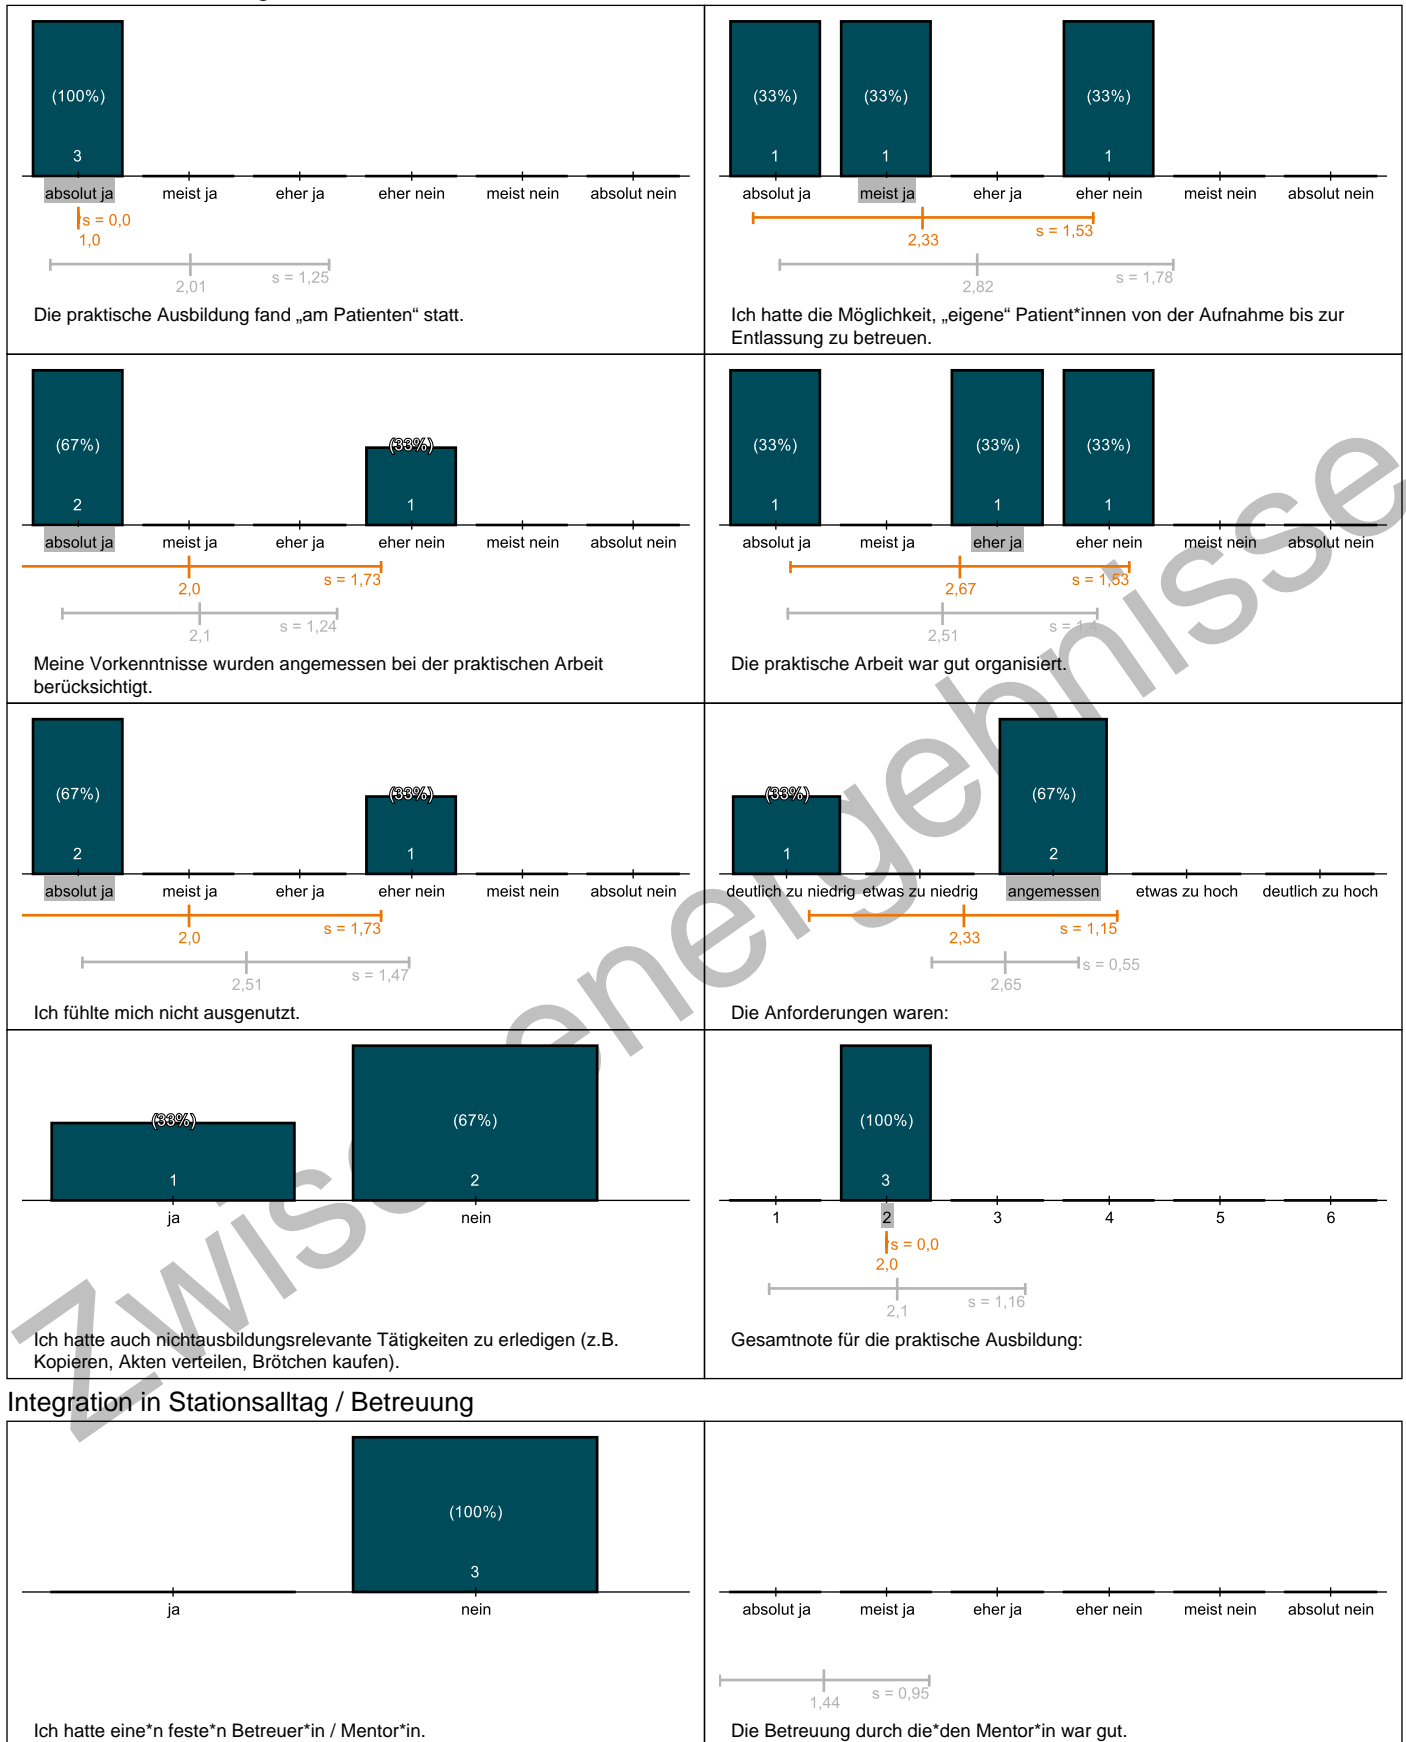 (100%)
3
absolut ja meist ja eher ja eher nein meist nein absolut nein
s = 0,0
1,0
s = 1,25
2,01
Die praktische Ausbildung fand „am Patienten“ statt.
(33%) (33%) (33%)
1 1 1
absolut ja meist ja eher ja eher nein meist nein absolut nein
s = 1,53
2,33
s = 1,78
2,82
Ich hatte die Möglichkeit, „eigene“ Patient*innen von der Aufnahme bis zur
Entlassung zu betreuen.
(67%) (33%)
2 1
absolut ja meist ja eher ja eher nein meist nein absolut nein
s = 1,73
2,0
s = 1,24
2,1
Meine Vorkenntnisse wurden angemessen bei der praktischen Arbeit
berücksichtigt.
(33%) (33%) (33%)
1 1 1
absolut ja meist ja eher ja eher nein meist nein absolut nein
s = 1,53
2,67
s = 1,4
2,51
Die praktische Arbeit war gut organisiert.
(67%) (33%)
2 1
absolut ja meist ja eher ja eher nein meist nein absolut nein
s = 1,73
2,0
s = 1,47
2,51
Ich fühlte mich nicht ausgenutzt.
(33%) (67%)
1 2
deutlich zu niedrig etwas zu niedrig angemessen etwas zu hoch deutlich zu hoch
s = 1,15
2,33
s = 0,55
2,65
Die Anforderungen waren:
(33%) (67%)
1 2
ja nein
Ich hatte auch nichtausbildungsrelevante Tätigkeiten zu erledigen (z.B.
Kopieren, Akten verteilen, Brötchen kaufen).
(100%)
3
1 2 3 4 5 6
s = 0,0
2,0
s = 1,16
2,1
Gesamtnote für die praktische Ausbildung:
Integration in Stationsalltag / Betreuung
(100%)
3
ja nein
Ich hatte eine*n feste*n Betreuer*in / Mentor*in.
absolut ja meist ja eher ja eher nein meist nein absolut nein
s = 0,95
1,44
Die Betreuung durch die*den Mentor*in war gut.